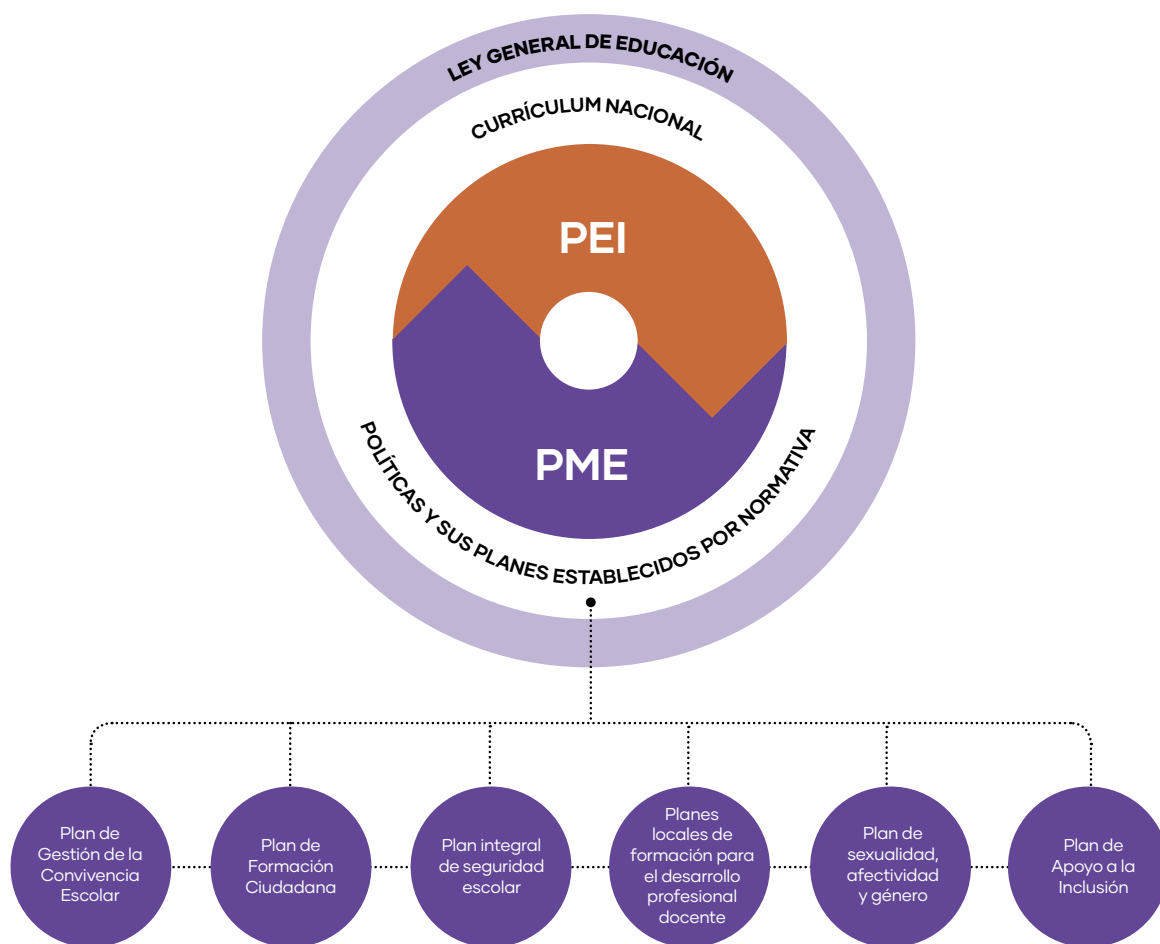 LEY GENERAL DE EDUCACIÓN
CURRÍCULUM NACIONAL
PEI
PME
POLÍTICAS Y SUS PLANES ESTABLECIDOS POR NORMATIVA
Plan de
Gestión de la
Convivencia
Escolar
Plan de
Formación
Ciudadana
Plan integral
de seguridad
escolar
Planes
locales de
formación para
el desarrollo
profesional
docente
Plan de
sexualidad,
afectividad
y género
Plan de
Apoyo a la
Inclusión